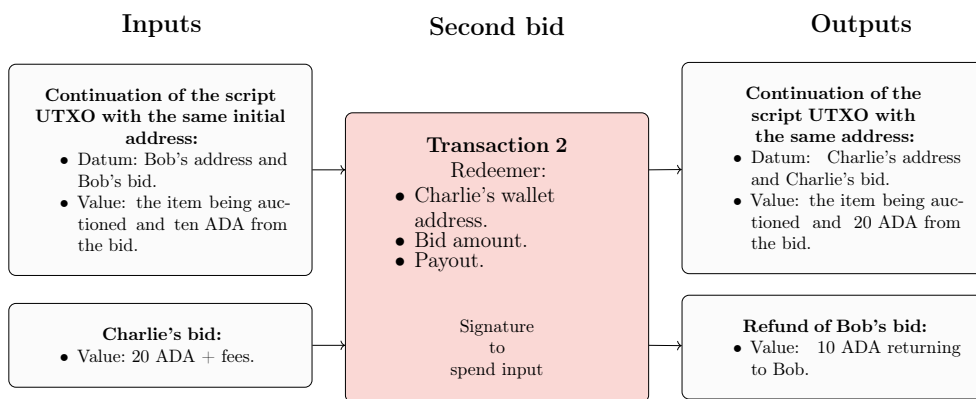 Inputs
Second bid
Outputs
Continuation of the script
UTXO with the same initial
address:
• Datum: Bob's address and
Bob's bid.
• Value: the item being auc-
tioned and ten ADA from
the bid.
Charlie's bid:
• Value: 20 ADA + fees.
Transaction 2
Redeemer:
• Charlie's wallet
address.
• Bid amount.
• Payout.
Signature
to
spend input
Continuation of the
script UTXO with
the same address:
• Datum: Charlie's address
and Charlie's bid.
• Value: the item being auc-
tioned and 20 ADA from
the bid.
Refund of Bob's bid:
• Value: 10 ADA returning
to Bob.